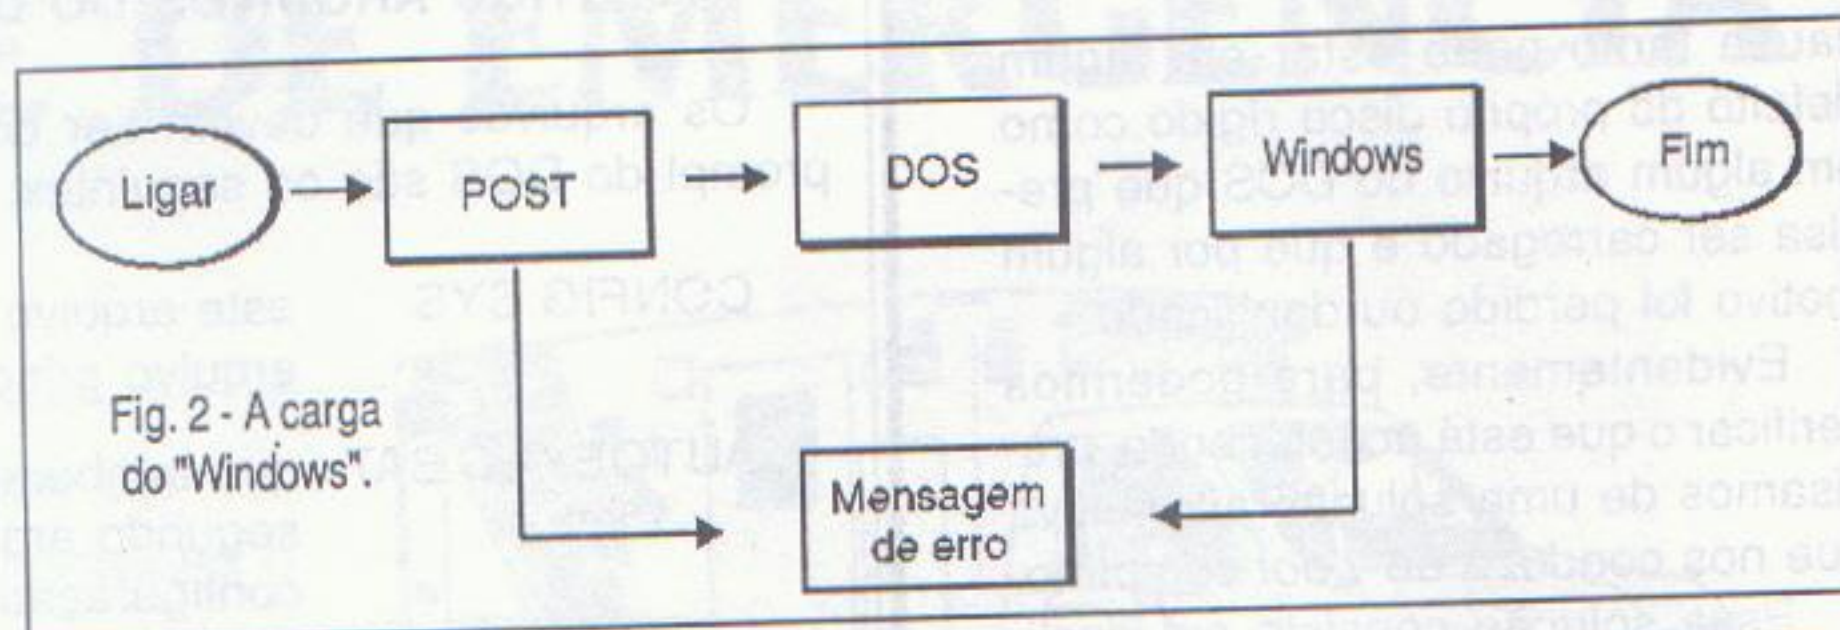 Ligar
POST
DOS
Windows
Fim
Fig. 2 - A carga
do "Windows".
Mensagem
de erro